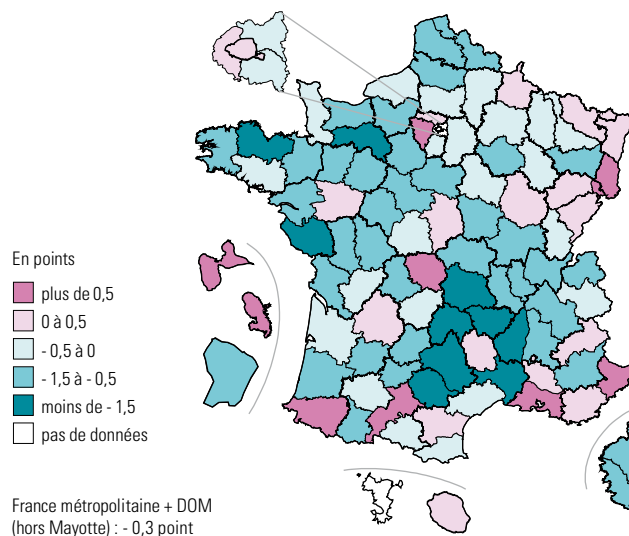 En points
plus de 0,5
0 à 0,5
- 0,5 à 0
- 1,5 à - 0,5
moins de - 1,5
pas de données
France métropolitaine + DOM
(hors Mayotte) : - 0,3 point